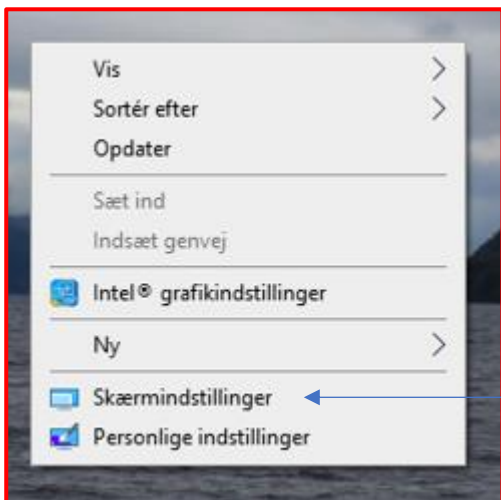 Vis
Sortér efter
Opdater
Sæt ind
Indsæt genvej
Intel® grafikindstillinger
Ny
Skærmindstillinger
Personlige indstillinger